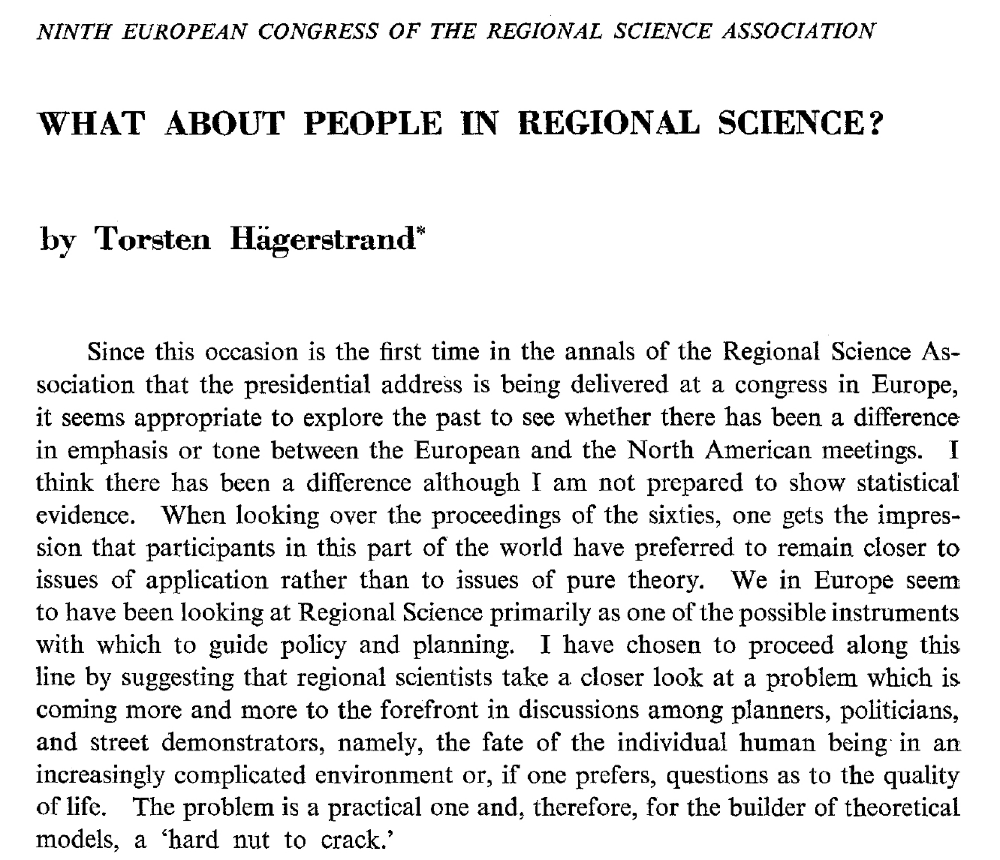 NINTH EUROPEAN CONGRESS OF THE REGIONAL SCIENCE ASSOCIATION
WHAT ABOUT PEOPLE IN REGIONAL SCIENCE?
by Torsten Hägerstrand*
Since this occasion is the first time in the annals of the Regional Science As-
sociation that the presidential address is being delivered at a congress in Europe,
it seems appropriate to explore the past to see whether there has been a difference
in emphasis or tone between the European and the North American meetings. I
think there has been a difference although I am not prepared to show statistical
evidence. When looking over the proceedings of the sixties, one gets the impres-
sion that participants in this part of the world have preferred to remain closer to
issues of application rather than to issues of pure theory. We in Europe seem
to have been looking at Regional Science primarily as one of the possible instruments
with which to guide policy and planning. I have chosen to proceed along this
line by suggesting that regional scientists take a closer look at a problem which is
coming more and more to the forefront in discussions among planners, politicians,
and street demonstrators, namely, the fate of the individual human being in an
increasingly complicated environment or, if one prefers, questions as to the quality
of life. The problem is a practical one and, therefore, for the builder of theoretical
models, a ‘hard nut to crack.’